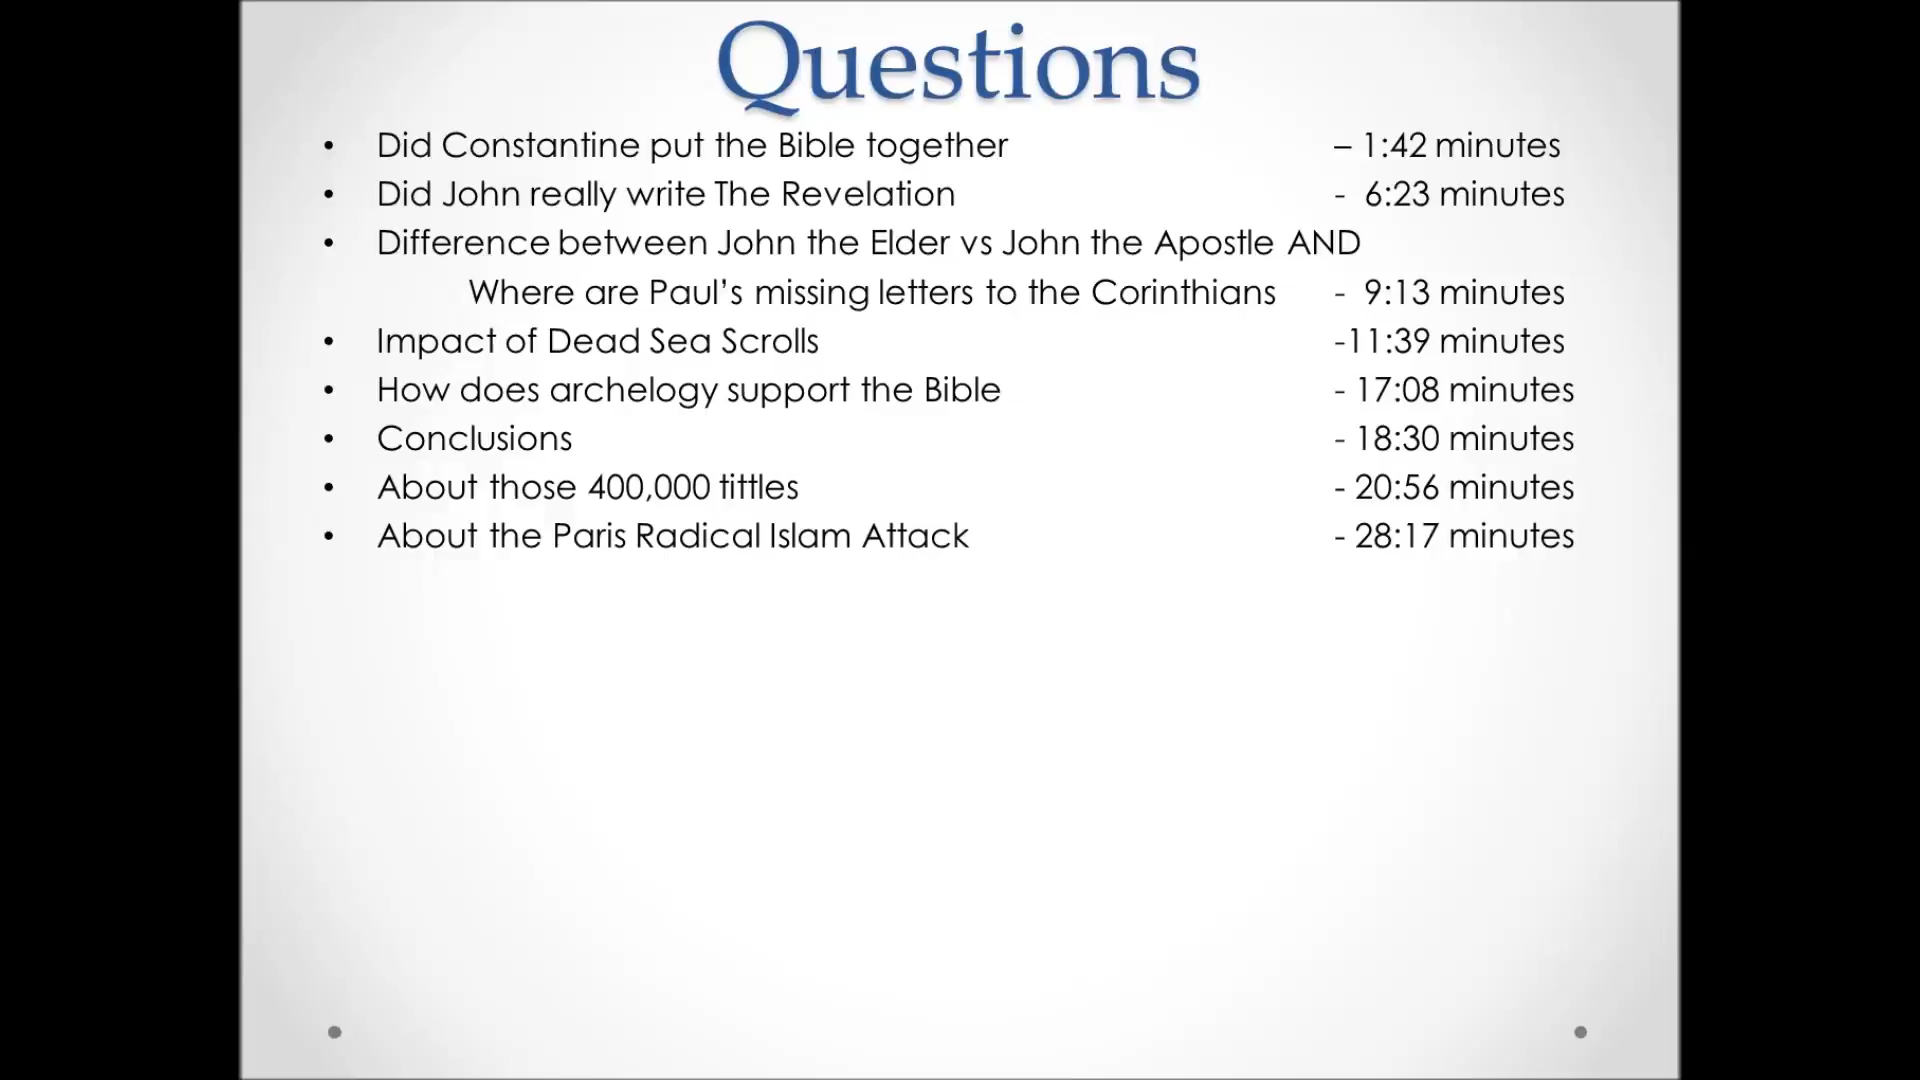 Questions
• Did Constantine put the Bible together – 1:42 minutes
• Did John really write The Revelation - 6:23 minutes
• Difference between John the Elder vs John the Apostle AND
Where are Paul’s missing letters to the Corinthians - 9:13 minutes
• Impact of Dead Sea Scrolls -11:39 minutes
• How does archelogy support the Bible - 17:08 minutes
• Conclusions - 18:30 minutes
• About those 400,000 tittles - 20:56 minutes
• About the Paris Radical Islam Attack - 28:17 minutes